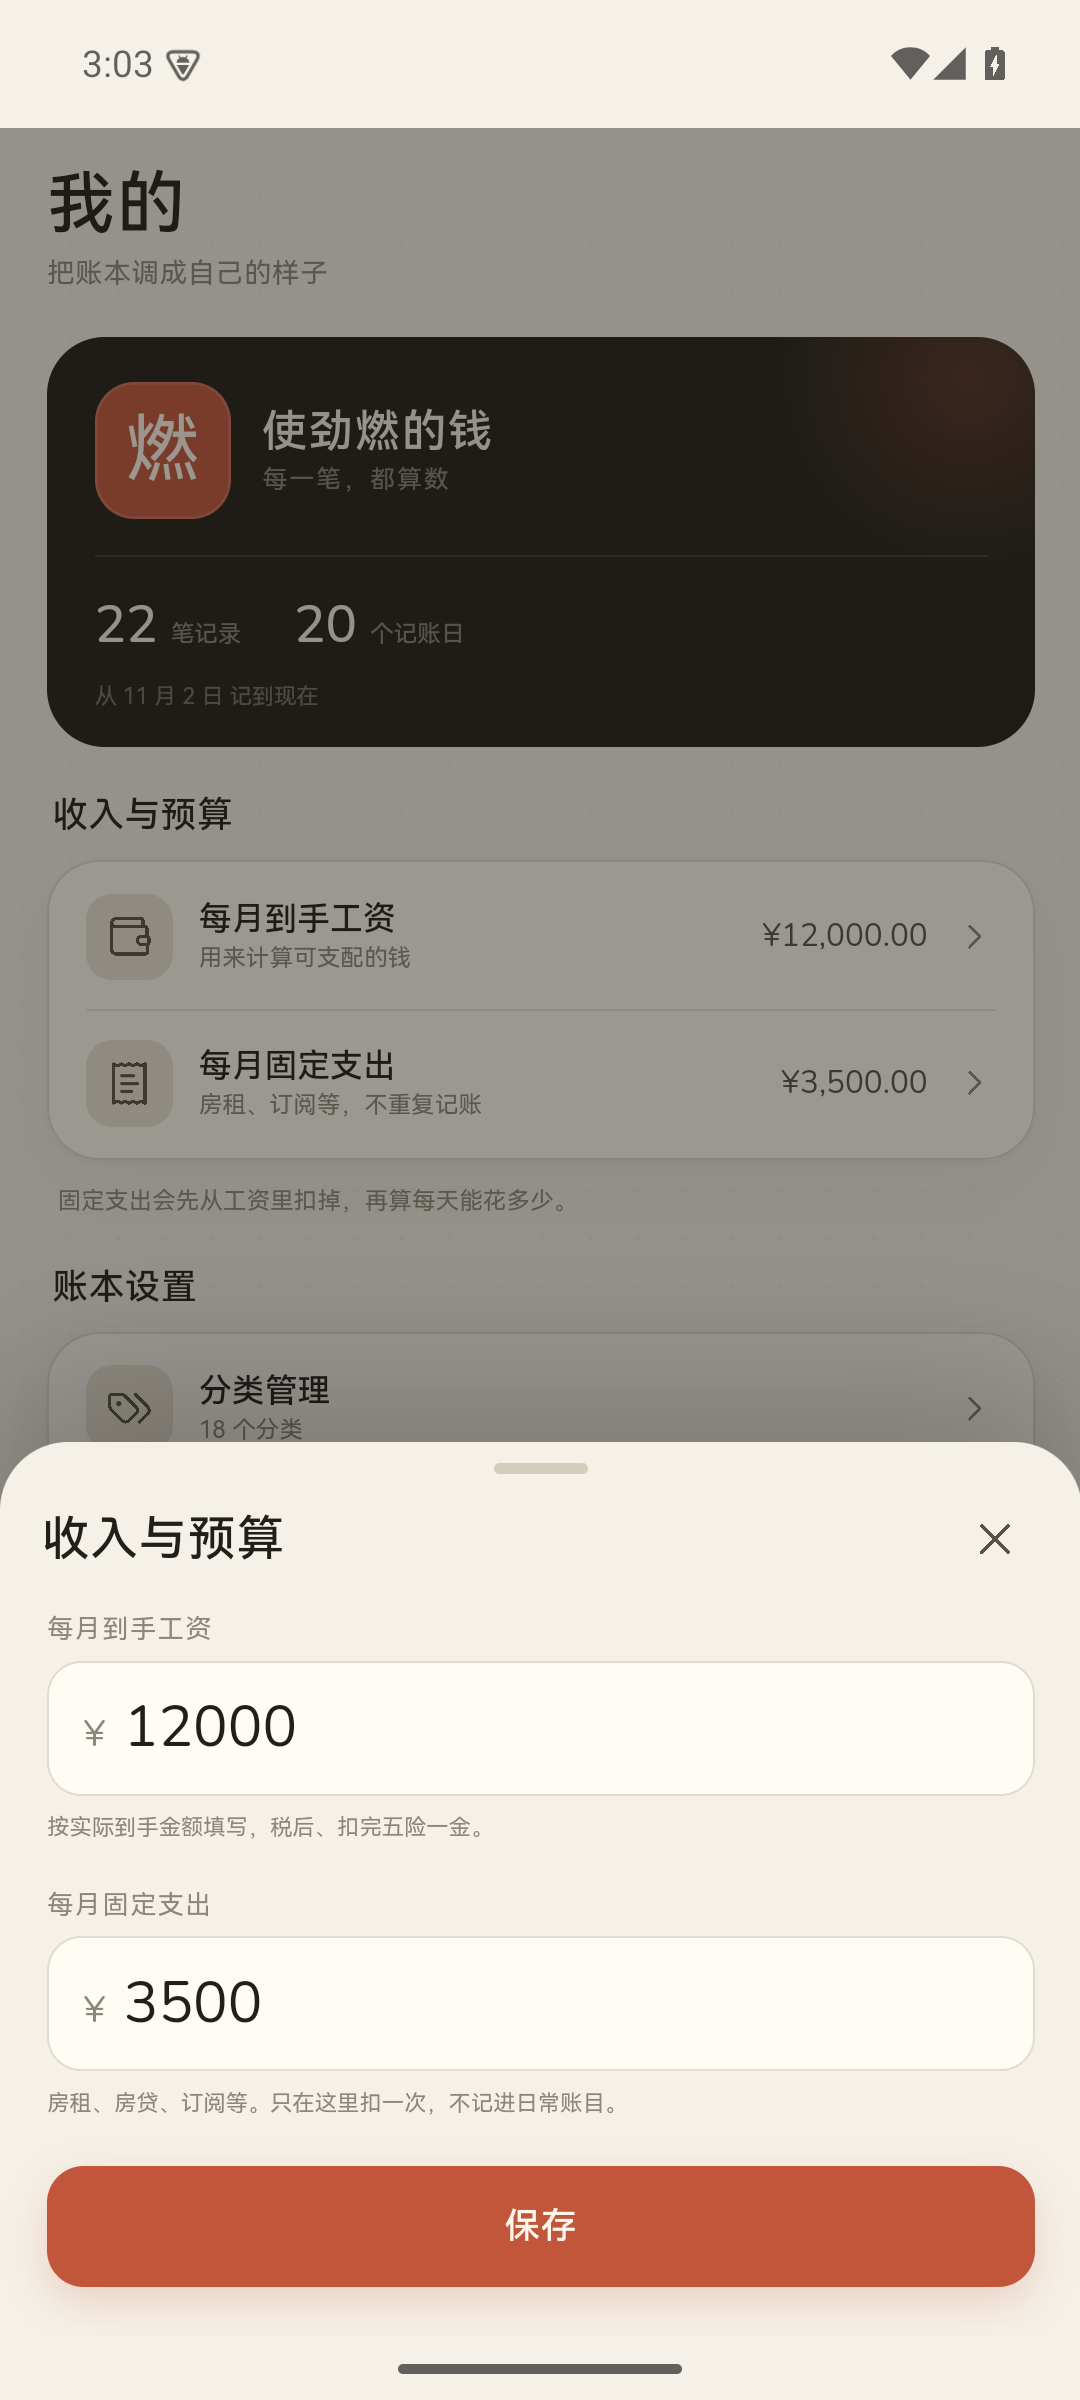 3:03
我的
把账本调成自己的样子
燃
使劲燃的钱
每一笔，都算数
22 笔记录 20 个记账日
从 11 月 2 日 记到现在
收入与预算
每月到手工资
用来计算可支配的钱
¥12,000.00
每月固定支出
房租、订阅等，不重复记账
¥3,500.00
固定支出会先从工资里扣掉，再算每天能花多少。
账本设置
分类管理
18 个分类
收入与预算
每月到手工资
¥ 12000
按实际到手金额填写，税后、扣完五险一金。
每月固定支出
¥ 3500
房租、房贷、订阅等。只在这里扣一次，不记进日常账目。
保存